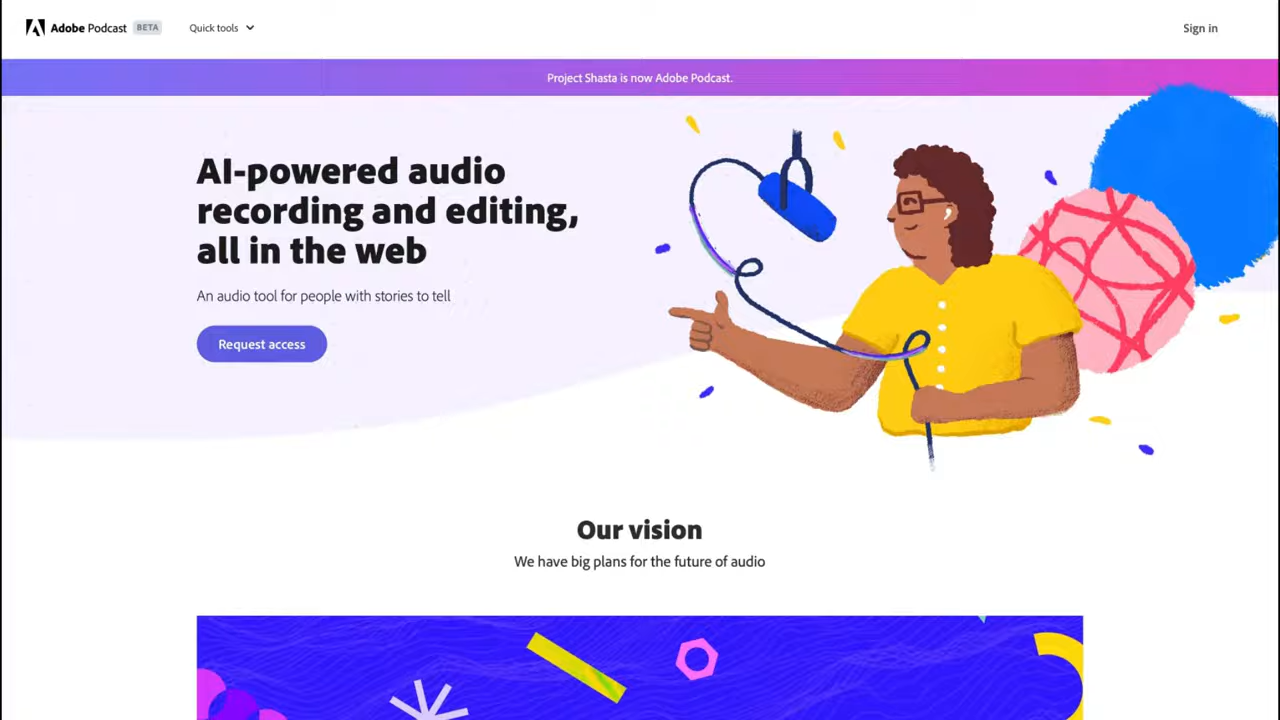 Adobe Podcast BETA
Quick tools
Sign in
Project Shasta is now Adobe Podcast.
AI-powered audio
recording and editing,
all in the web
An audio tool for people with stories to tell
Request access
Our vision
We have big plans for the future of audio